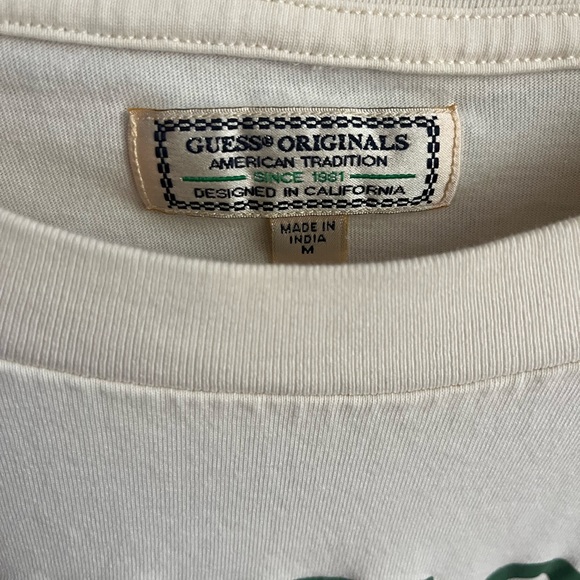 GUESS® ORIGINALS
AMERICAN TRADITION
SINCE 1981
DESIGNED IN CALIFORNIA
MADE IN
INDIA
M